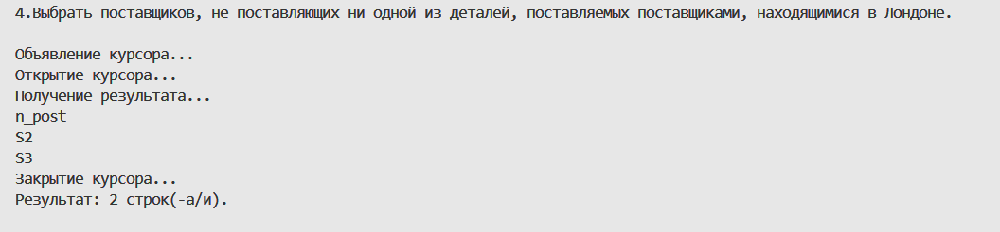 4.Выбрать поставщиков, не поставляющих ни одной из деталей, поставляемых поставщиками, находящимися в Лондоне.
Объявление курсора...
Открытие курсора...
Получение результата...
n_post
S2
S3
Закрытие курсора...
Результат: 2 строк(-а/и).